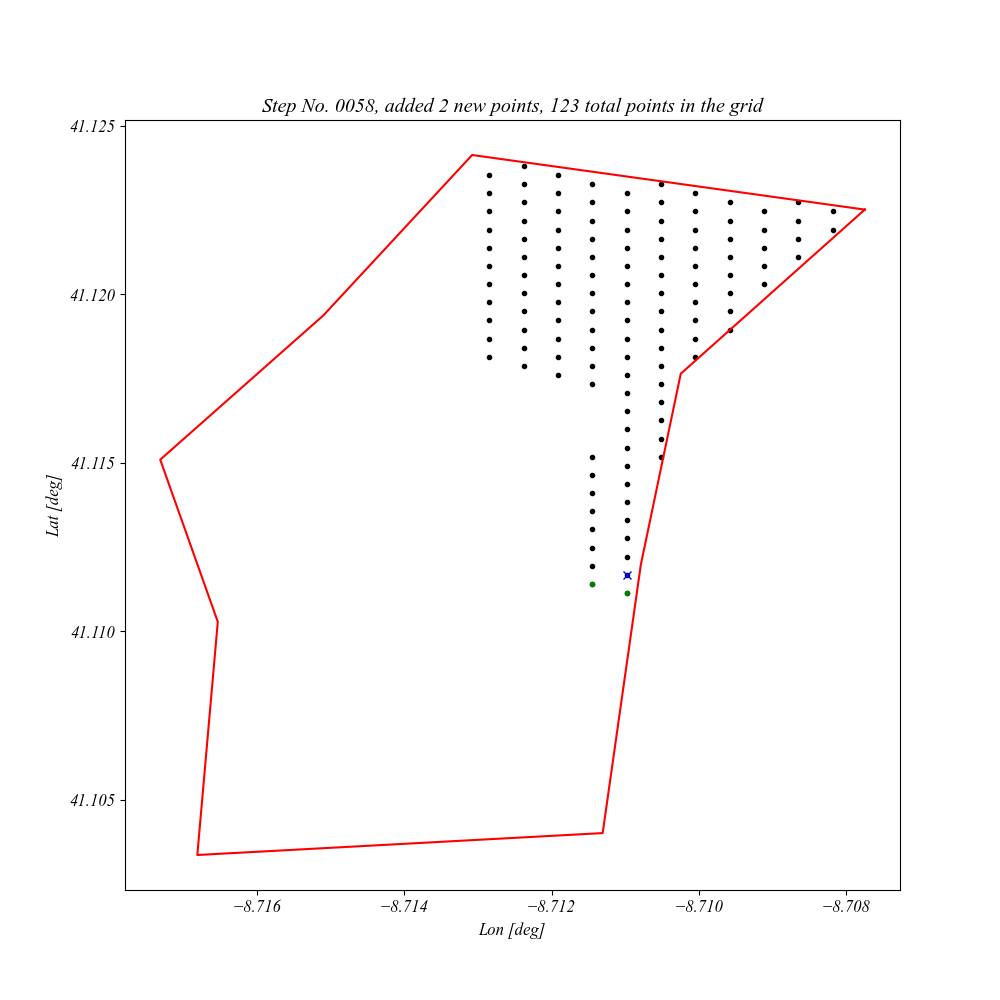 Step No. 0058, added 2 new points, 123 total points in the grid
41.125
41.120
41.115
41.110
41.105
Lat [deg]
−8.716 −8.714 −8.712 −8.710 −8.708
Lon [deg]